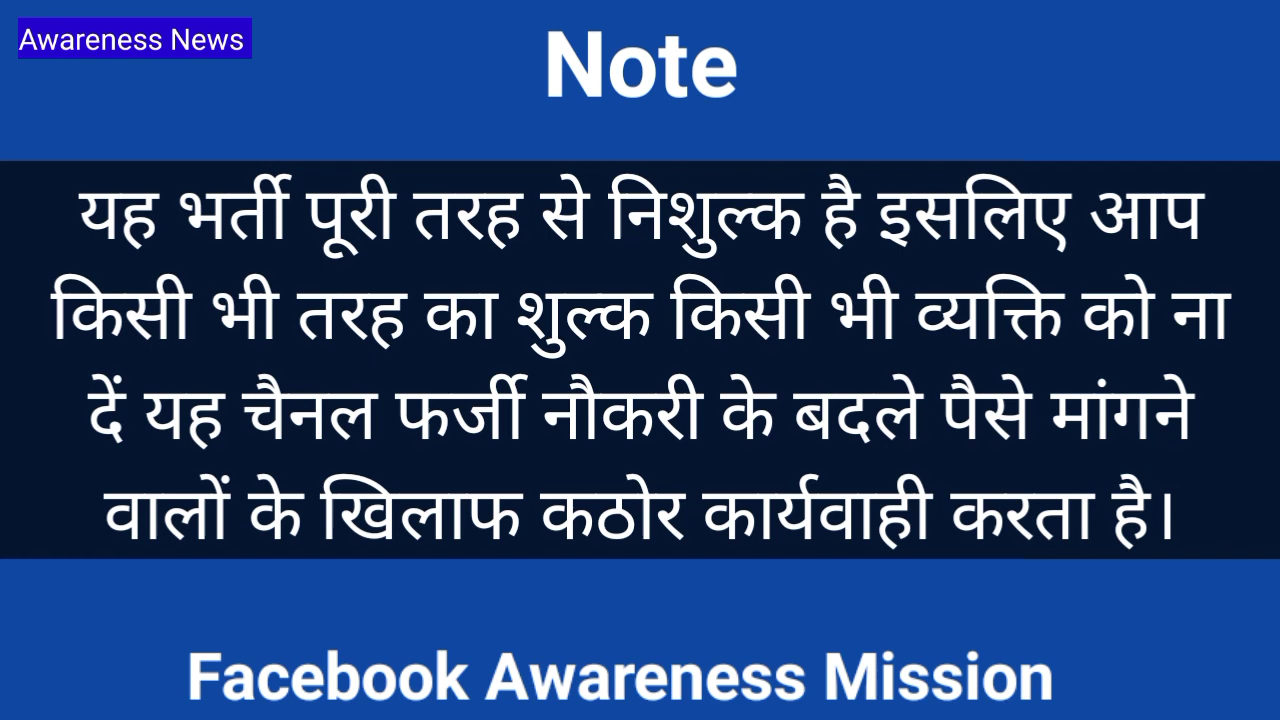 Awareness News
Note
यह भर्ती पूरी तरह से निशुल्क है इसलिए आप
किसी भी तरह का शुल्क किसी भी व्यक्ति को ना
दें यह चैनल फर्जी नौकरी के बदले पैसे मांगने
वालों के खिलाफ कठोर कार्यवाही करता है।
Facebook Awareness Mission